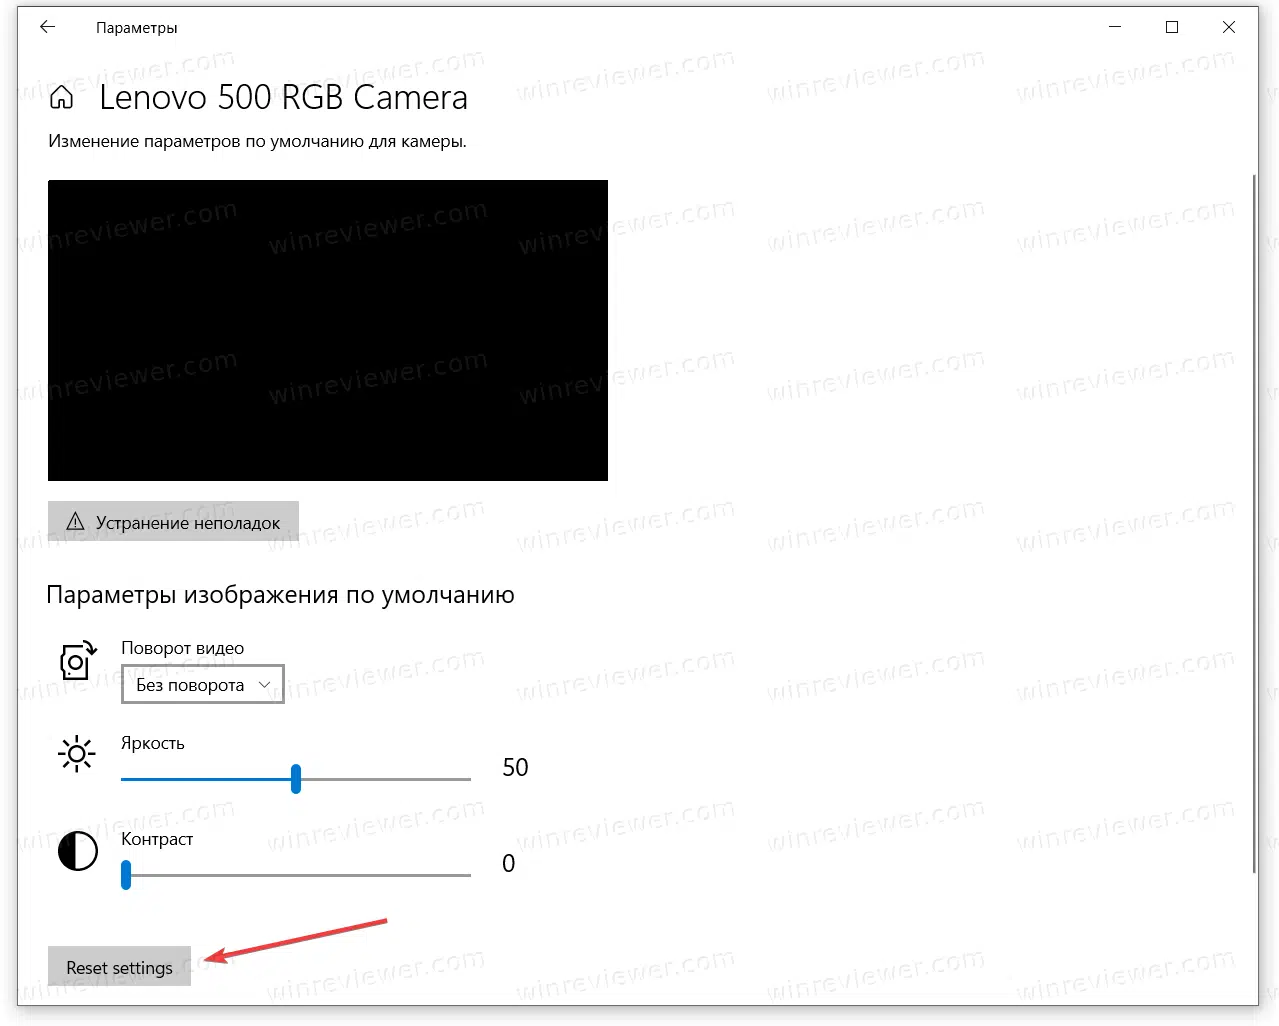 Параметры
Lenovo 500 RGB Camera
Изменение параметров по умолчанию для камеры.
Устранение неполадок
Параметры изображения по умолчанию
Поворот видео
Без поворота
Яркость
50
Контраст
0
Reset settings
winreviewer.com